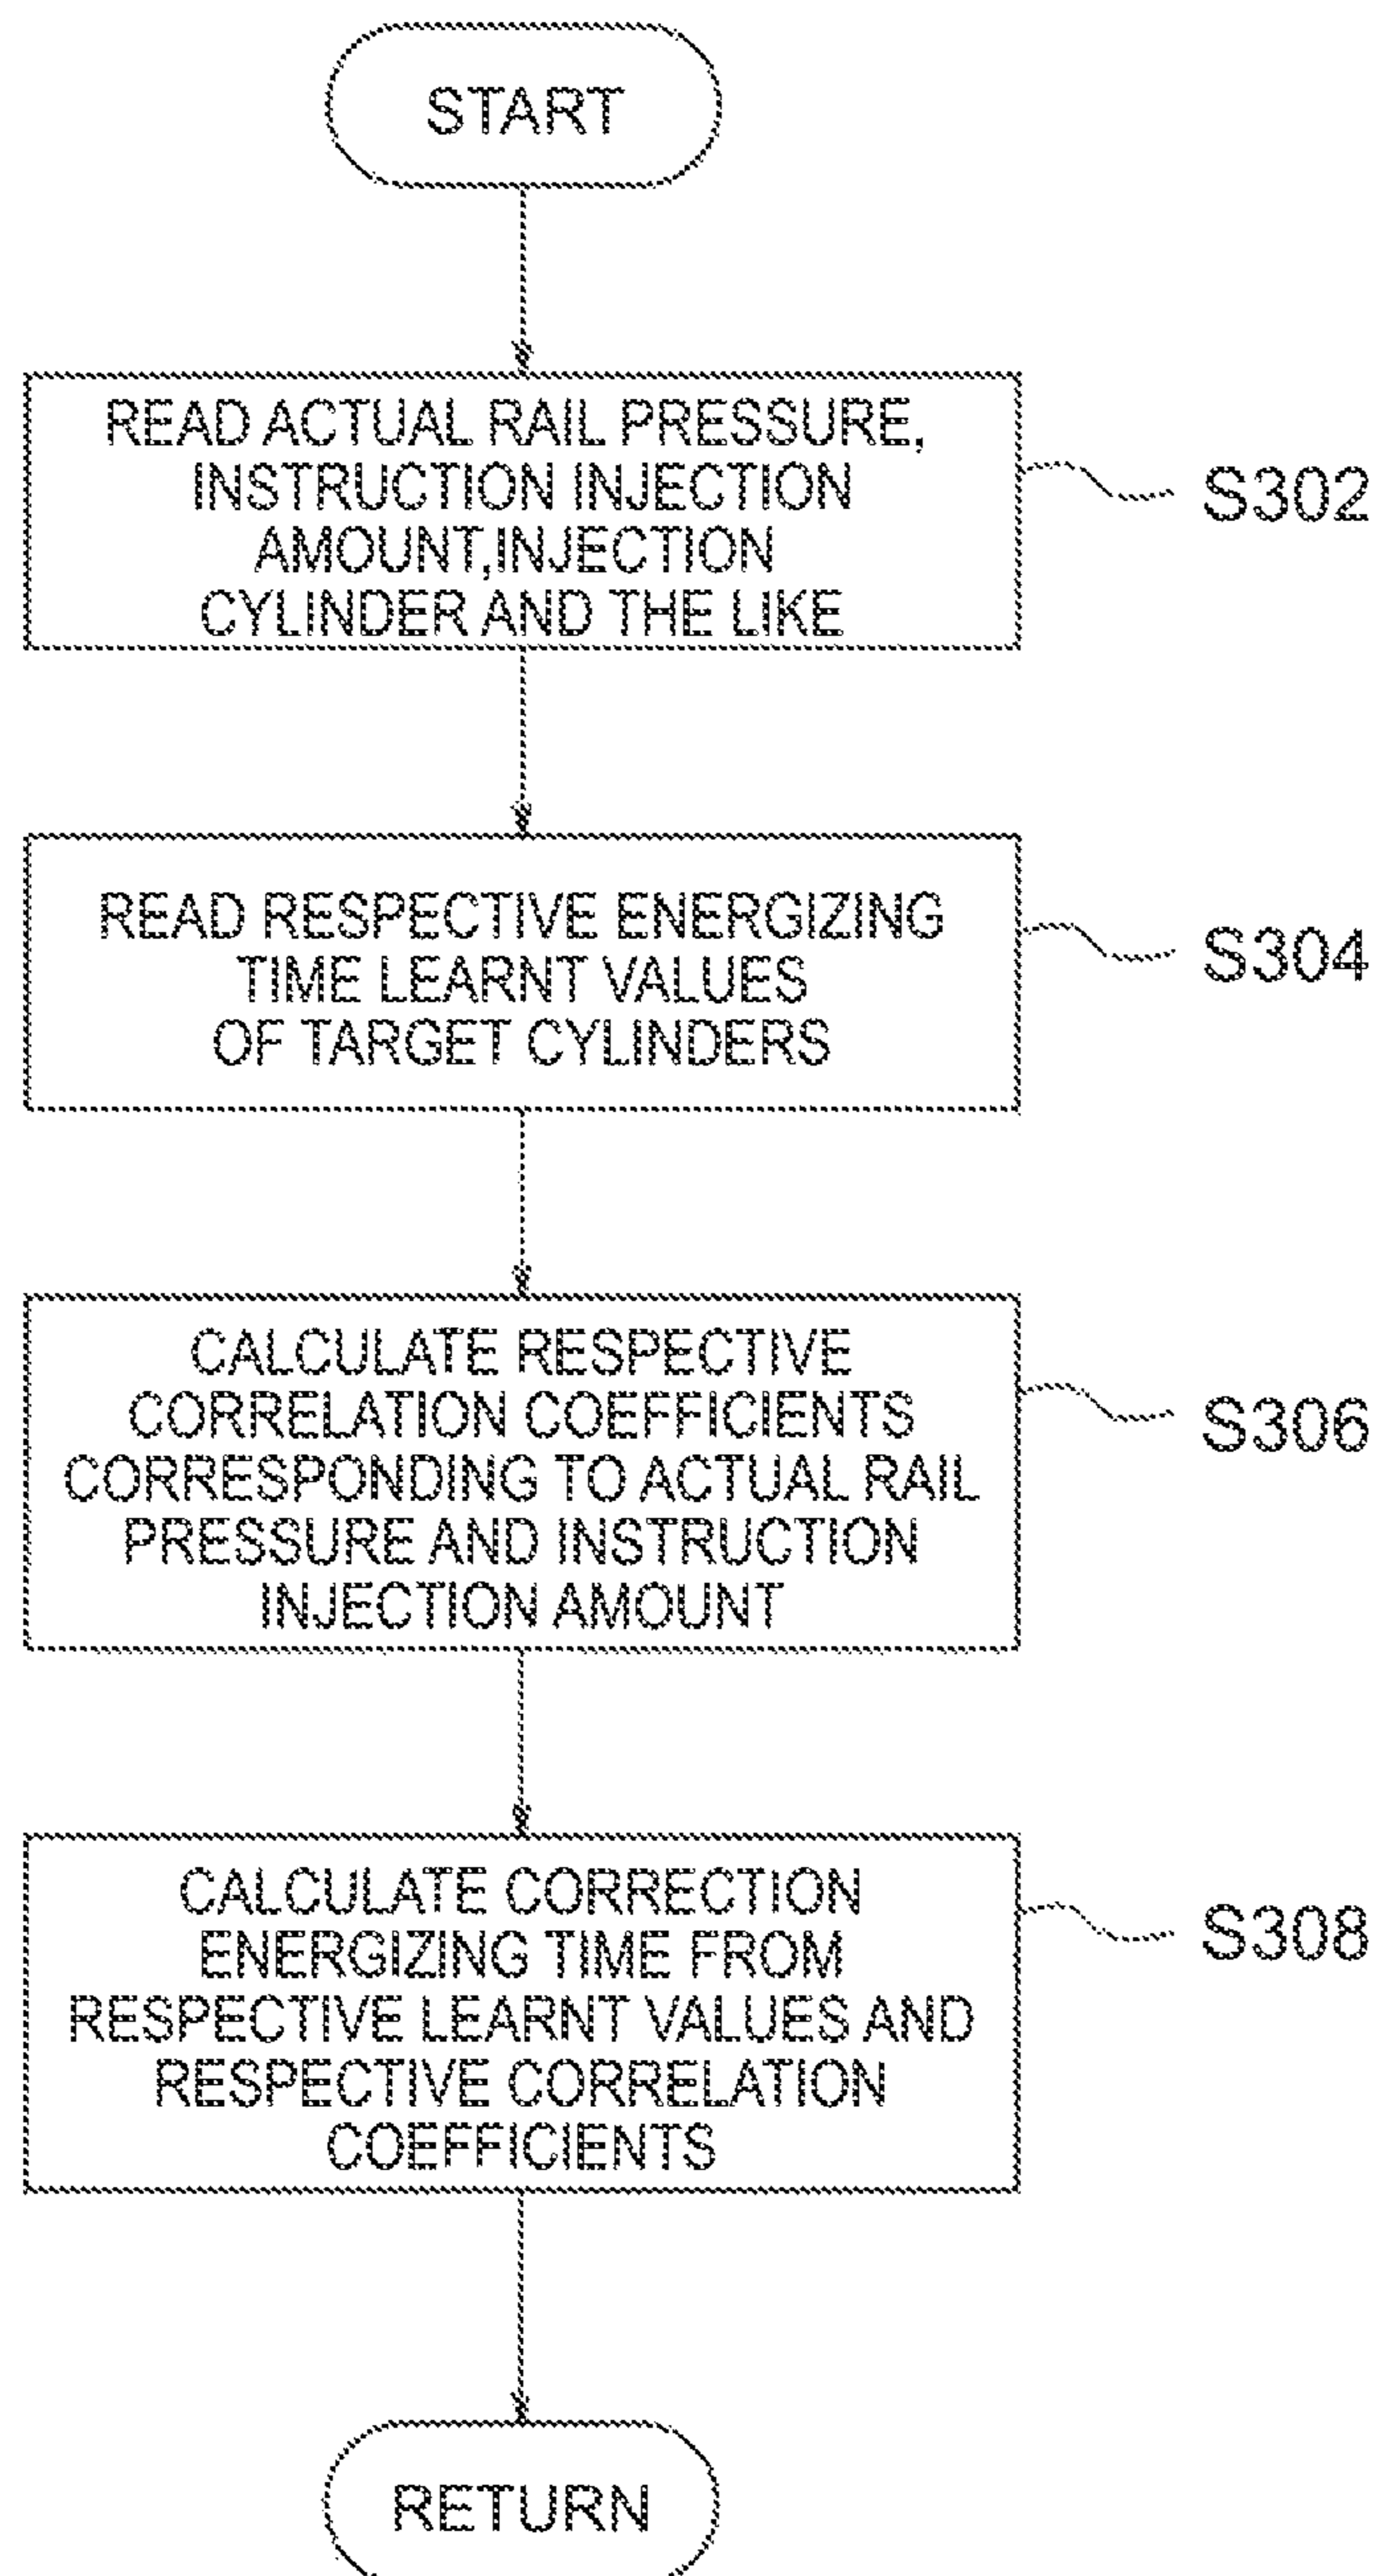 START
READ ACTUAL RAIL PRESSURE,
INSTRUCTION INJECTION
AMOUNT,INJECTION
CYLINDER AND THE LIKE
S302
READ RESPECTIVE ENERGIZING
TIME LEARNT VALUES
OF TARGET CYLINDERS
S304
CALCULATE RESPECTIVE
CORRELATION COEFFICIENTS
CORRESPONDING TO ACTUAL RAIL
PRESSURE AND INSTRUCTION
INJECTION AMOUNT
S306
CALCULATE CORRECTION
ENERGIZING TIME FROM
RESPECTIVE LEARNT VALUES AND
RESPECTIVE CORRELATION
COEFFICIENTS
S308
RETURN